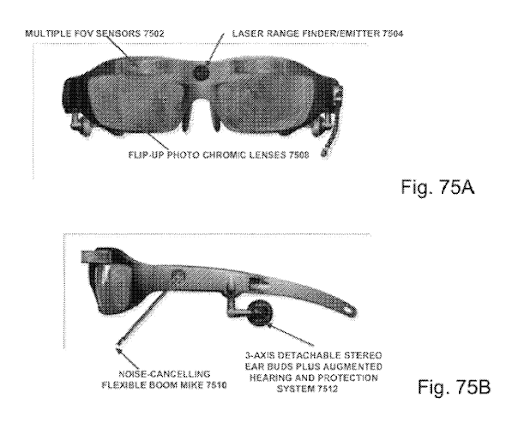 MULTIPLE FOV SENSORS 7502
LASER RANGE FINDER/EMITTER 7504
FLIP-UP PHOTO CHROMIC LENSES 7508
Fig. 75A
NOISE-CANCELLING
FLEXIBLE BOOM MIKE 7510
3-AXIS DETACHABLE STEREO
EAR BUDS PLUS AUGMENTED
HEARING AND PROTECTION
SYSTEM 7512
Fig. 75B